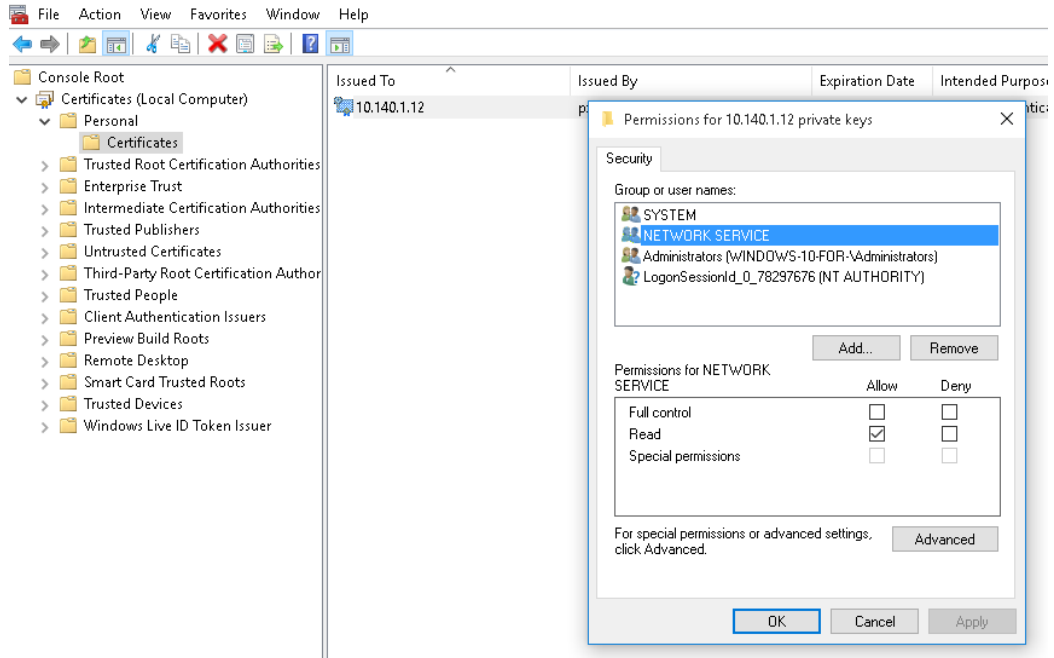 File Action View Favorites Window Help
Console Root
Certificates (Local Computer)
Personal
Certificates
Trusted Root Certification Authorities
Enterprise Trust
Intermediate Certification Authorities
Trusted Publishers
Untrusted Certificates
Third-Party Root Certification Author
Trusted People
Client Authentication Issuers
Preview Build Roots
Remote Desktop
Smart Card Trusted Roots
Trusted Devices
Windows Live ID Token Issuer
Issued To Issued By Expiration Date Intended Purpose
10.140.1.12
Permissions for 10.140.1.12 private keys
Security
Group or user names:
SYSTEM
NETWORK SERVICE
Administrators (WINDOWS-10-FOR-\Administrators)
LogonSessionId_0_78297676 (NT AUTHORITY)
Add... Remove
Permissions for NETWORK
SERVICE Allow Deny
Full control
Read
Special permissions
For special permissions or advanced settings,
click Advanced.
Advanced
OK Cancel Apply